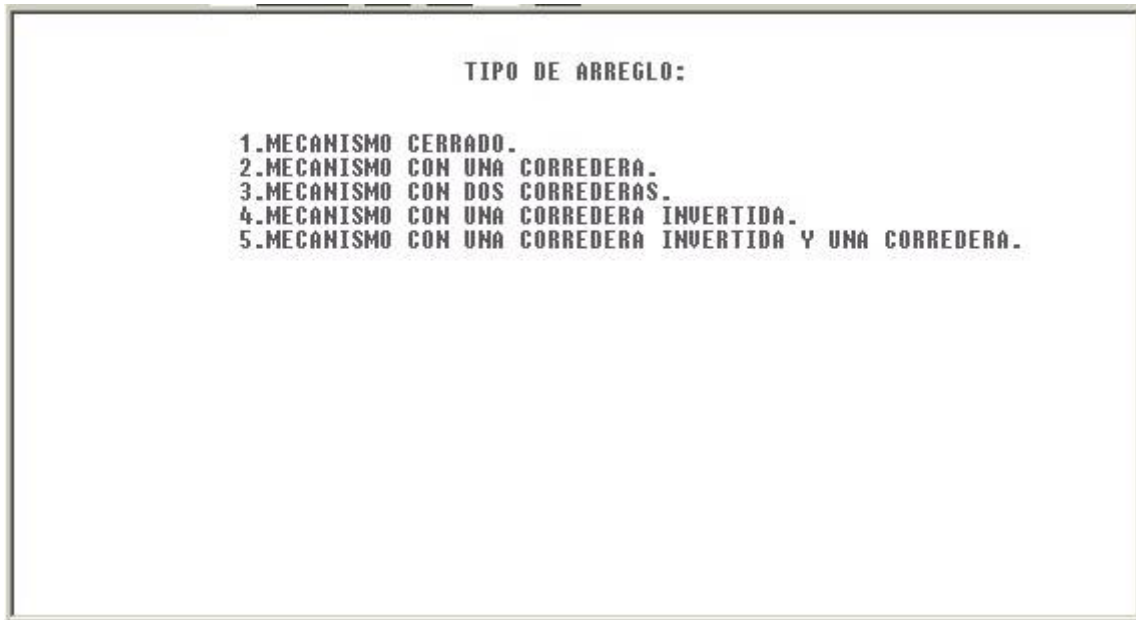 TIPO DE ARREGLO:
1.MECANISMO CERRADO.
2.MECANISMO CON UNA CORREDERA.
3.MECANISMO CON DOS CORREDERAS.
4.MECANISMO CON UNA CORREDERA INVERTIDA.
5.MECANISMO CON UNA CORREDERA INVERTIDA Y UNA CORREDERA.